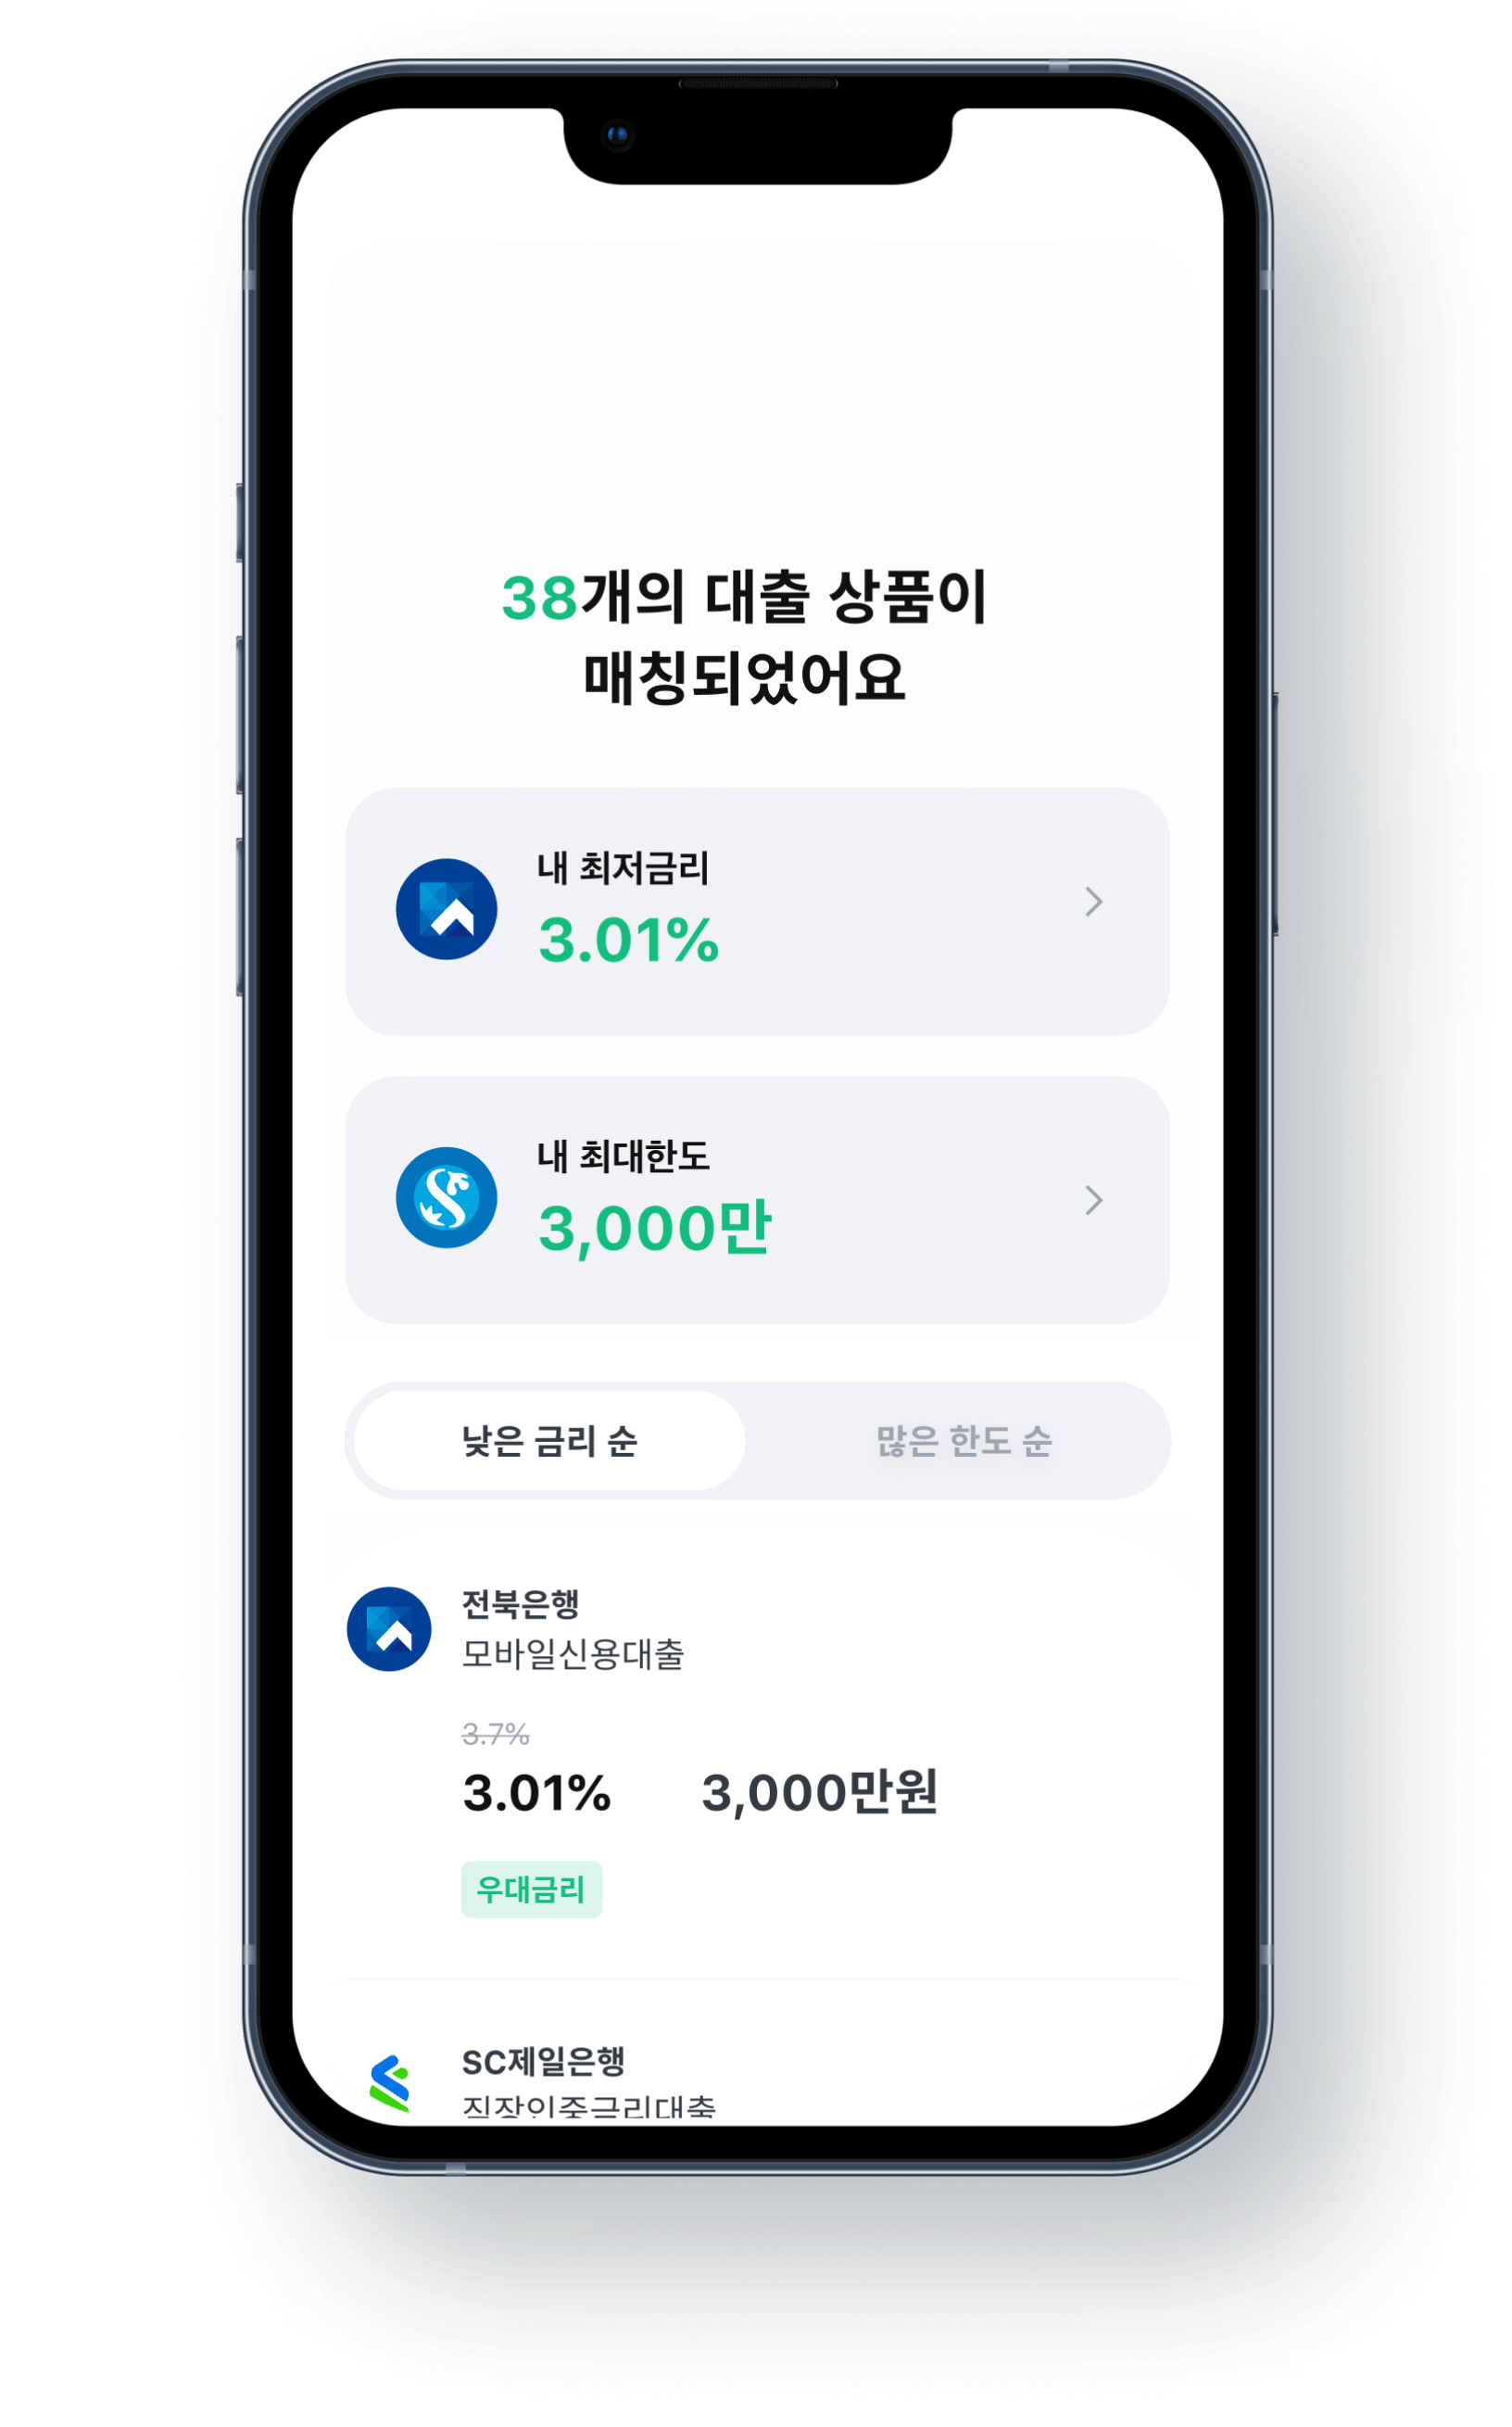 38개의 대출 상품이
매칭되었어요
내 최저금리
3.01%
내 최대한도
3,000만
낮은 금리 순
많은 한도 순
전북은행
모바일신용대출
3.7%
3.01%
3,000만원
우대금리
SC제일은행
직장인중금리대출